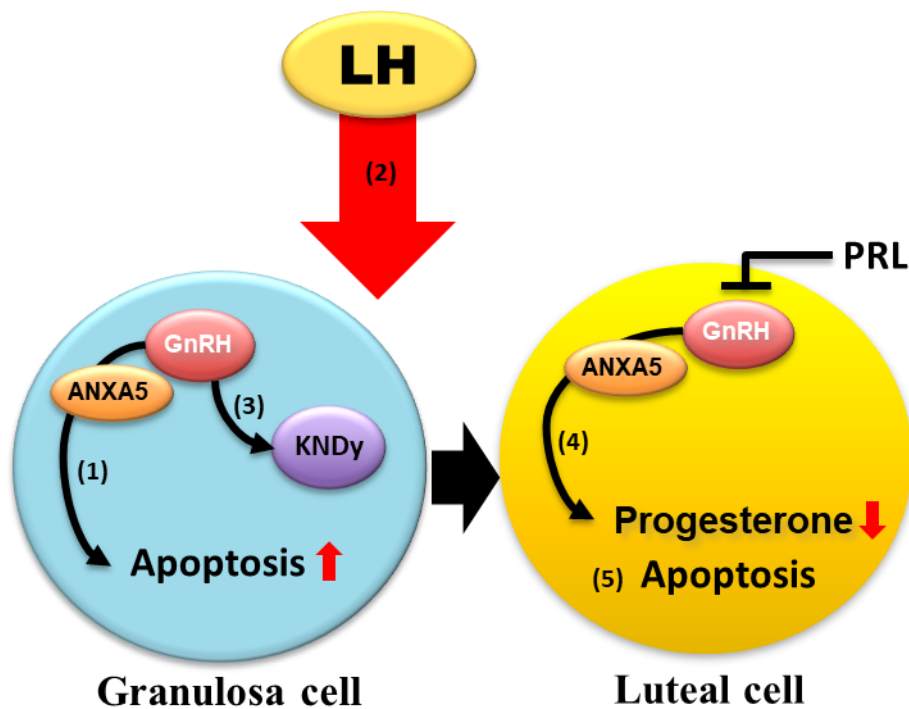 LH
(2)
PRL
GnRH
ANXA5
(3)
KNDy
(1)
Apoptosis
Granulosa cell
GnRH
ANXA5
(4)
Progesterone
(5) Apoptosis
Luteal cell